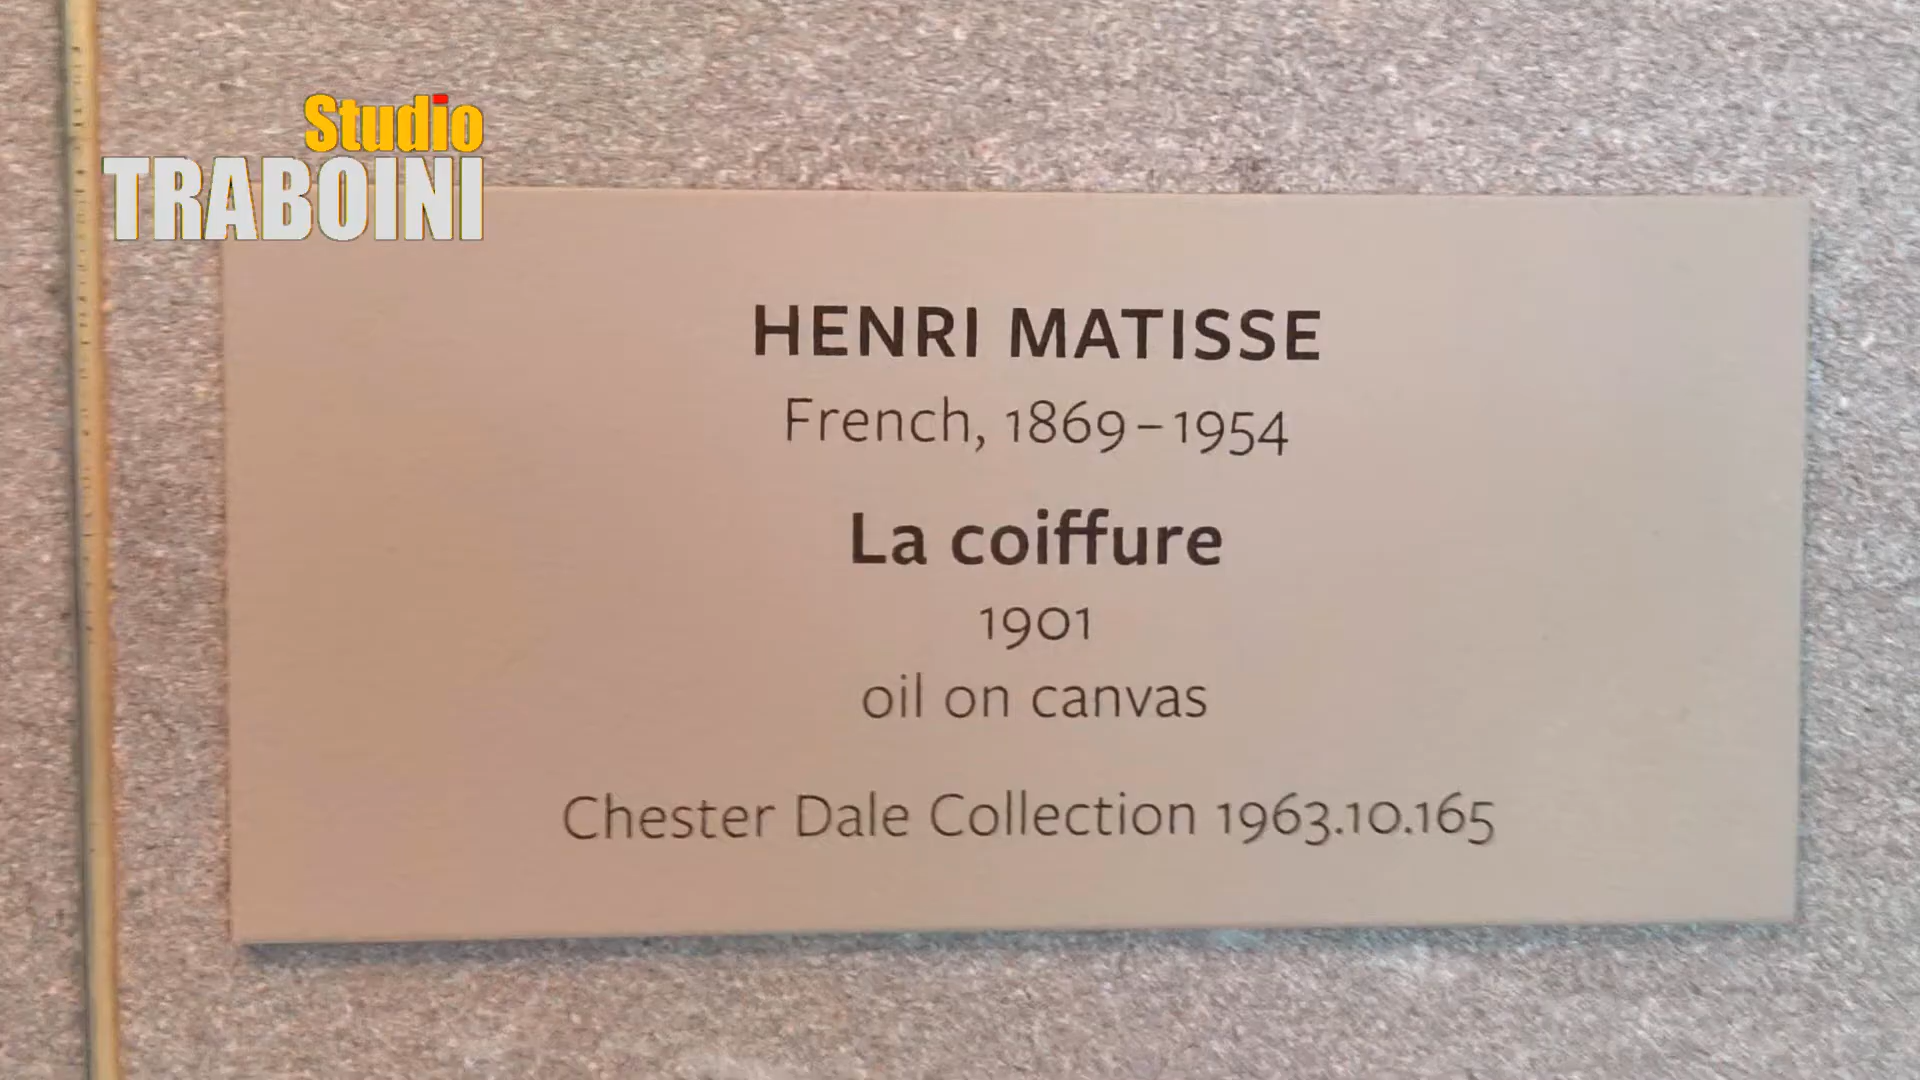 Studio
TRABOINI
HENRI MATISSE
French, 1869–1954
La coiffure
1901
oil on canvas
Chester Dale Collection 1963.10.165